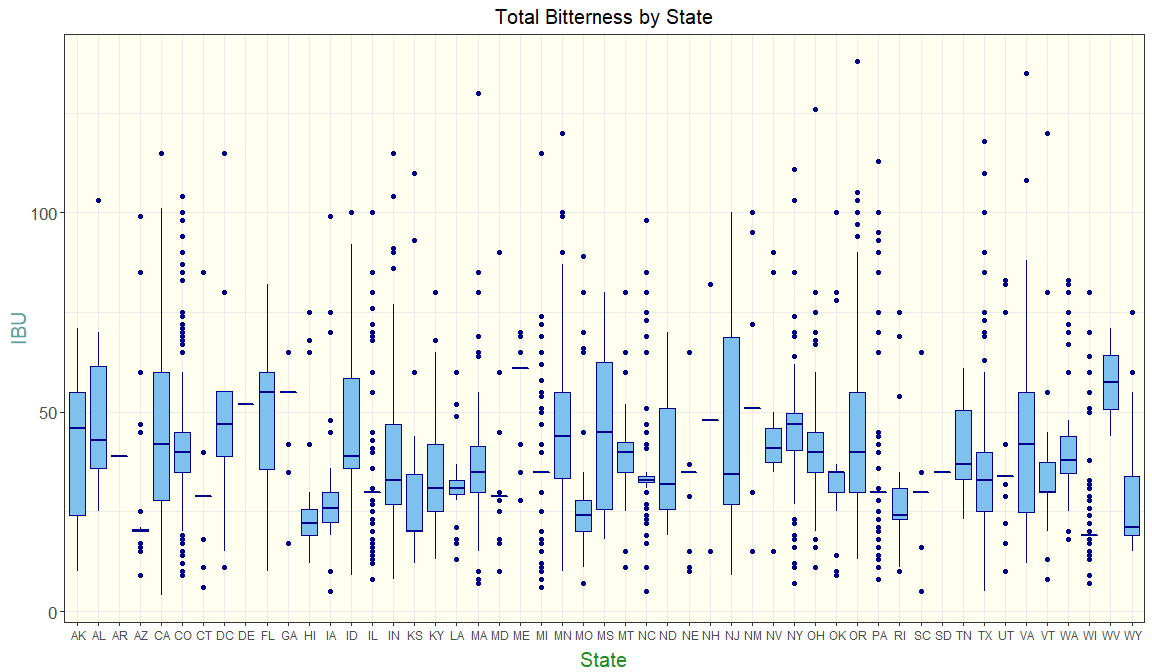 Total Bitterness by State
IBU
100
50
0
AK AL AR AZ CA CO CT DC DE FL GA HI IA ID IL IN KS KY LA MA MD ME MI MN MO MS MT NC ND NE NH NJ NM NV NY OH OK OR PA RI SC SD TN TX UT VA VT WA WI WV WY
State